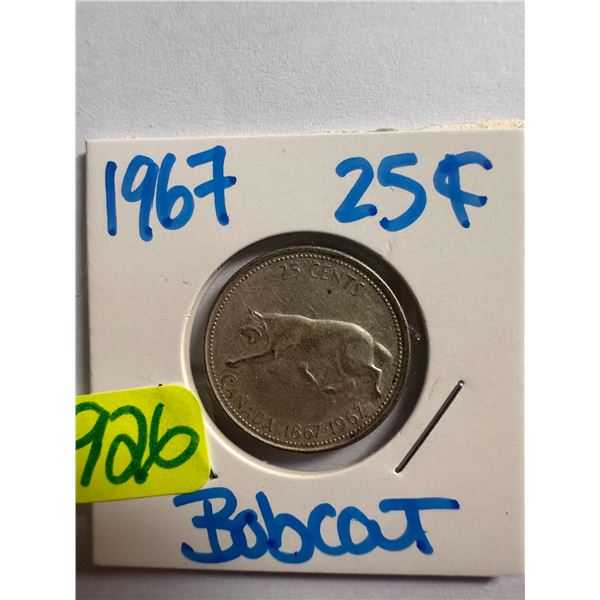 1967 25¢
25 CENTS
CANADA 1867·1967
926
Bobcat